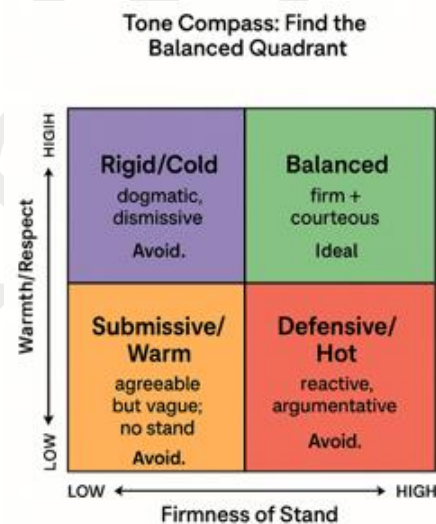 Tone Compass: Find the
Balanced Quadrant
HIGIH
Warmth/Respect
LOW
Rigid/Cold
dogmatic,
dismissive
Avoid.
Balanced
firm +
courteous
Ideal
Submissive/
Warm
agreeable
but vague;
no stand
Avoid.
Defensive/
Hot
reactive,
argumentative
Avoid.
LOW
HIGH
Firmness of Stand